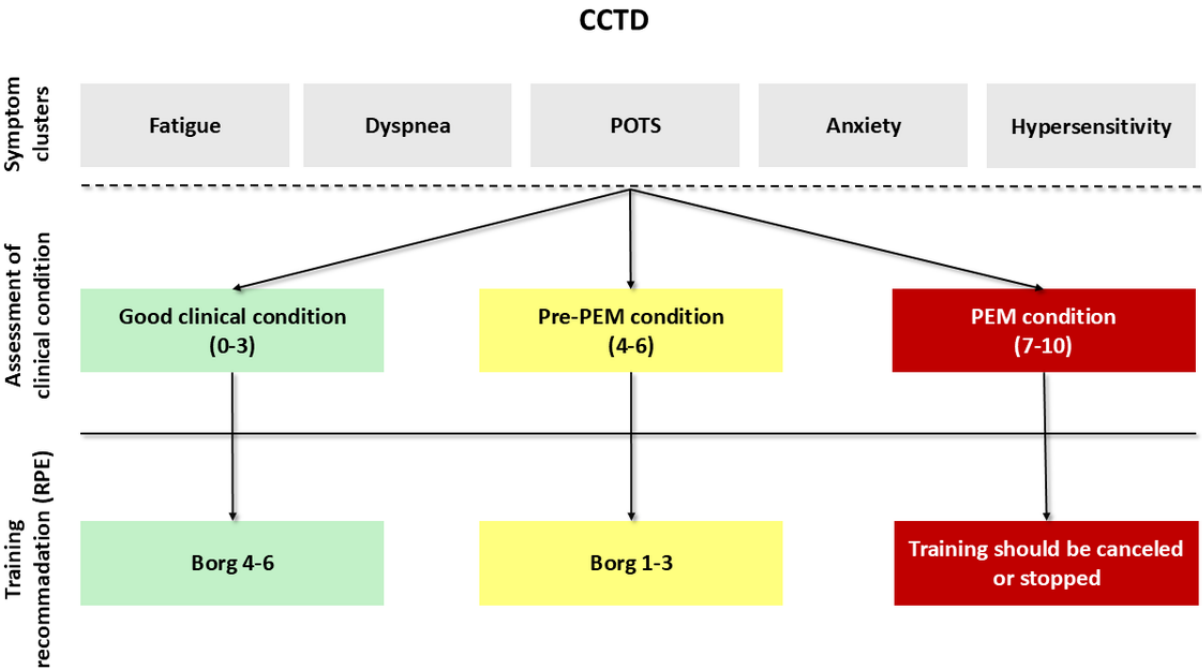 CCTD
Symptom
clusters
Fatigue
Dyspnea
POTS
Anxiety
Hypersensitivity
Assessment of
clinical condition
Good clinical condition
(0-3)
Pre-PEM condition
(4-6)
PEM condition
(7-10)
Training
recommadation (RPE)
Borg 4-6
Borg 1-3
Training should be canceled
or stopped